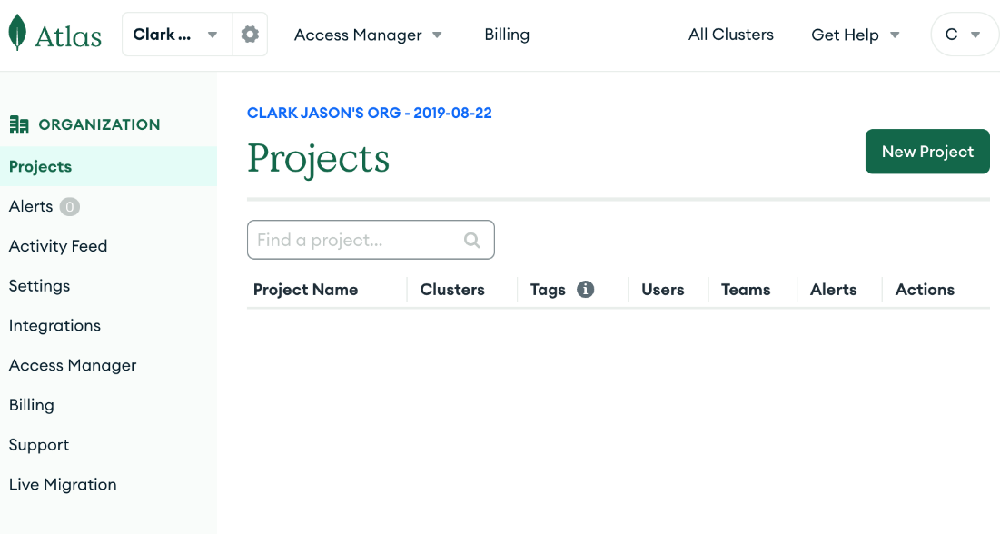 Atlas
Clark ...
Access Manager
Billing
All Clusters
Get Help
C
ORGANIZATION
Projects
Alerts 0
Activity Feed
Settings
Integrations
Access Manager
Billing
Support
Live Migration
CLARK JASON'S ORG - 2019-08-22
Projects
New Project
Find a project...
Project Name Clusters Tags i Users Teams Alerts Actions